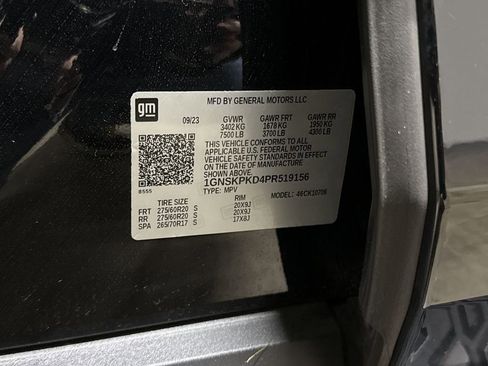 gm
MFD BY GENERAL MOTORS LLC
09/23 GVWR GAWR FRT GAWR RR
3402 KG 1678 KG 1950 KG
7500 LB 3700 LB 4300 LB
THIS VEHICLE CONFORMS TO ALL
APPLICABLE U.S. FEDERAL MOTOR
VEHICLE SAFETY STANDARDS IN
EFFECT ON THE DATE OF MANUFACTURE
SHOWN ABOVE.
1GNSKPKD4PR519156
TYPE: MPV MODEL: 46CK10706
TIRE SIZE RIM
FRT 275/60R20 S 20X9J
RR 275/60R20 S 20X9J
SPA 265/70R17 S 17X8J